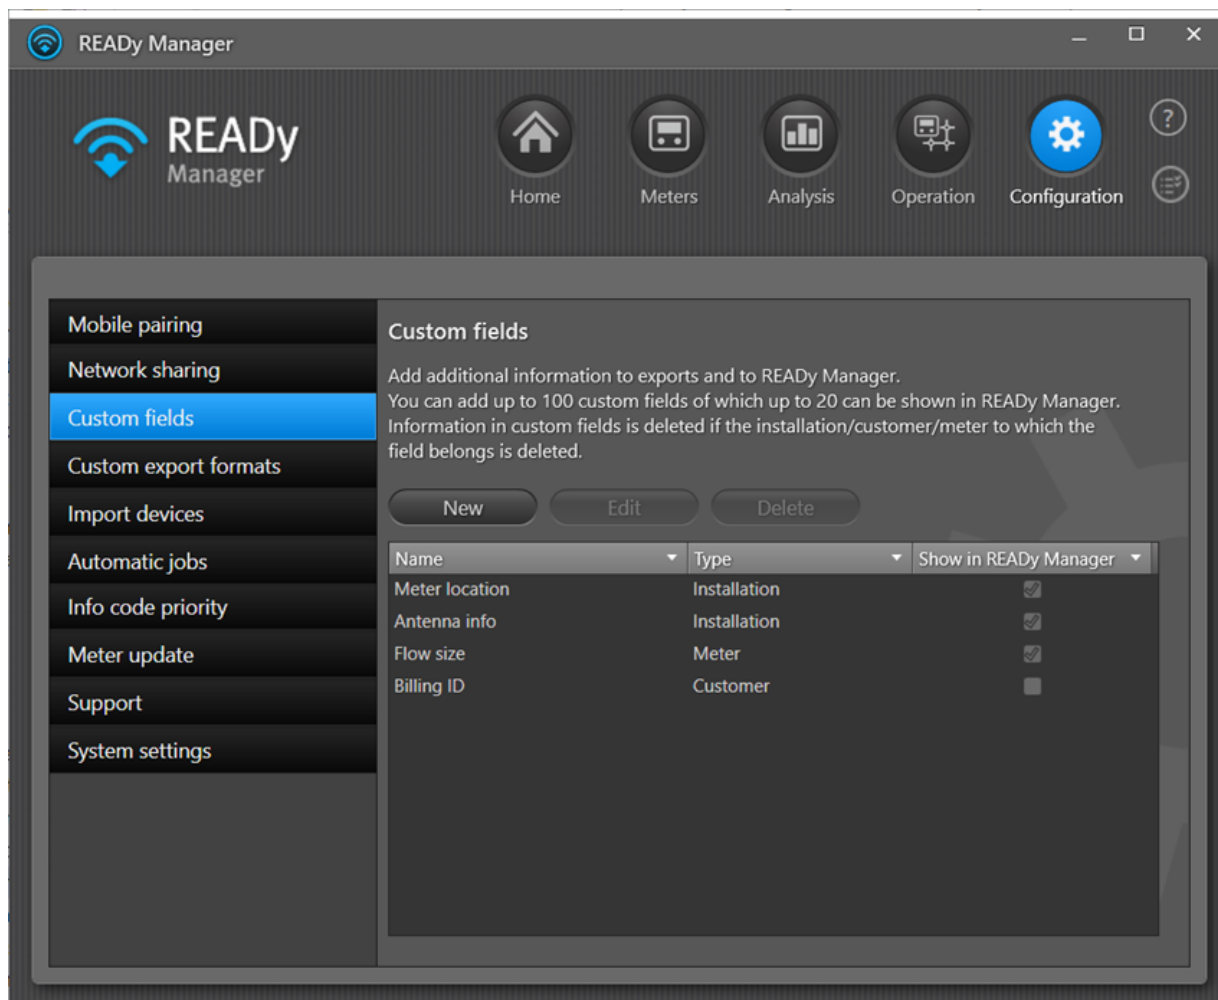 READy Manager
READy
Manager
Home
Meters
Analysis
Operation
Configuration
?
Mobile pairing
Network sharing
Custom fields
Custom export formats
Import devices
Automatic jobs
Info code priority
Meter update
Support
System settings
Custom fields
Add additional information to exports and to READy Manager.
You can add up to 100 custom fields of which up to 20 can be shown in READy Manager.
Information in custom fields is deleted if the installation/customer/meter to which the
field belongs is deleted.
New Edit Delete
Name Type Show in READy Manager
Meter location Installation
Antenna info Installation
Flow size Meter
Billing ID Customer